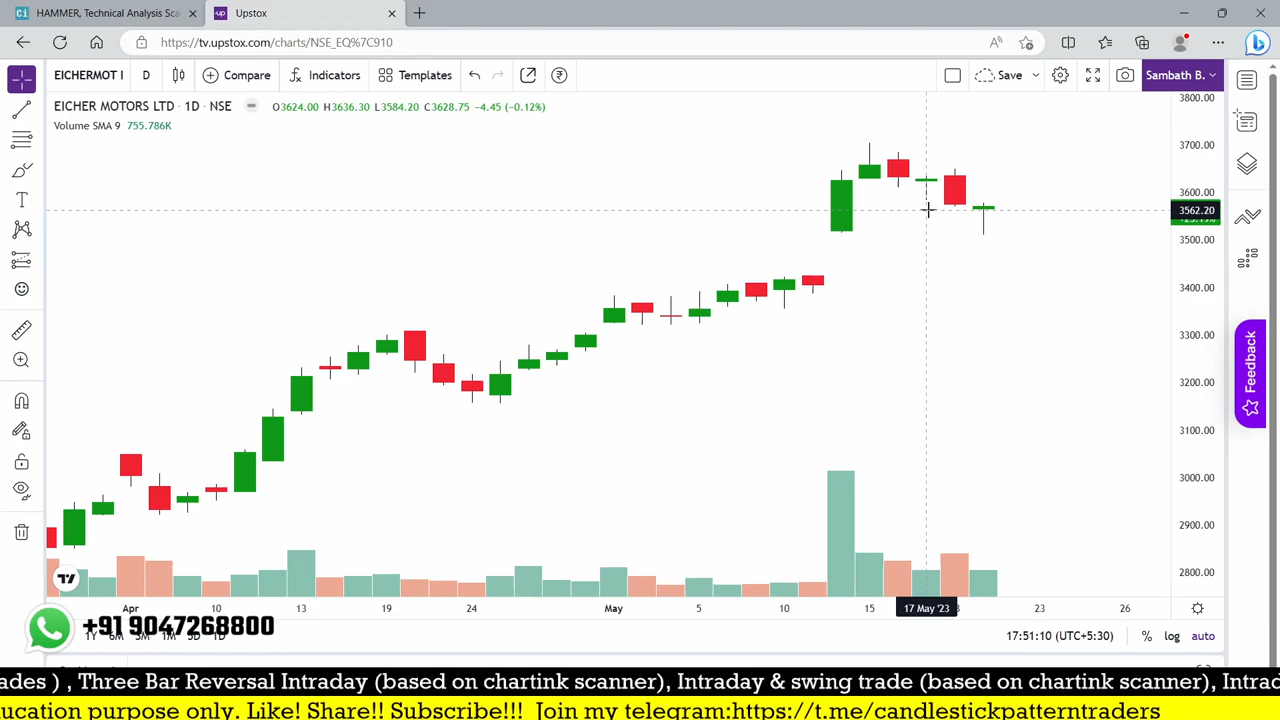 HAMMER, Technical Analysis Sca
Upstox
https://tv.upstox.com/charts/NSE_EQ%7C910
EICHERMOT I
D
Compare
Indicators
Templates
Save
Sambath B.
EICHER MOTORS LTD · 1D · NSE
O3624.00 H3636.30 L3584.20 C3628.75 -4.45 (-0.12%)
Volume SMA 9 755.786K
3800.00
3700.00
3600.00
3562.20
3500.00
3400.00
3300.00
3200.00
3100.00
3000.00
2900.00
2800.00
Feedback
Apr
10
13
19
24
May
5
10
15
17 May '23
23
26
+91 9047268800
1Y 6M 3M 1M 5D 1D
17:51:10 (UTC+5:30)
%
log
auto
ades ) , Three Bar Reversal Intraday (based on chartink scanner), Intraday & swing trade (based on chartink scanner), Intra
ucation purpose only. Like! Share!! Subscribe!!! Join my telegram:https://t.me/candlestickpatterntraders